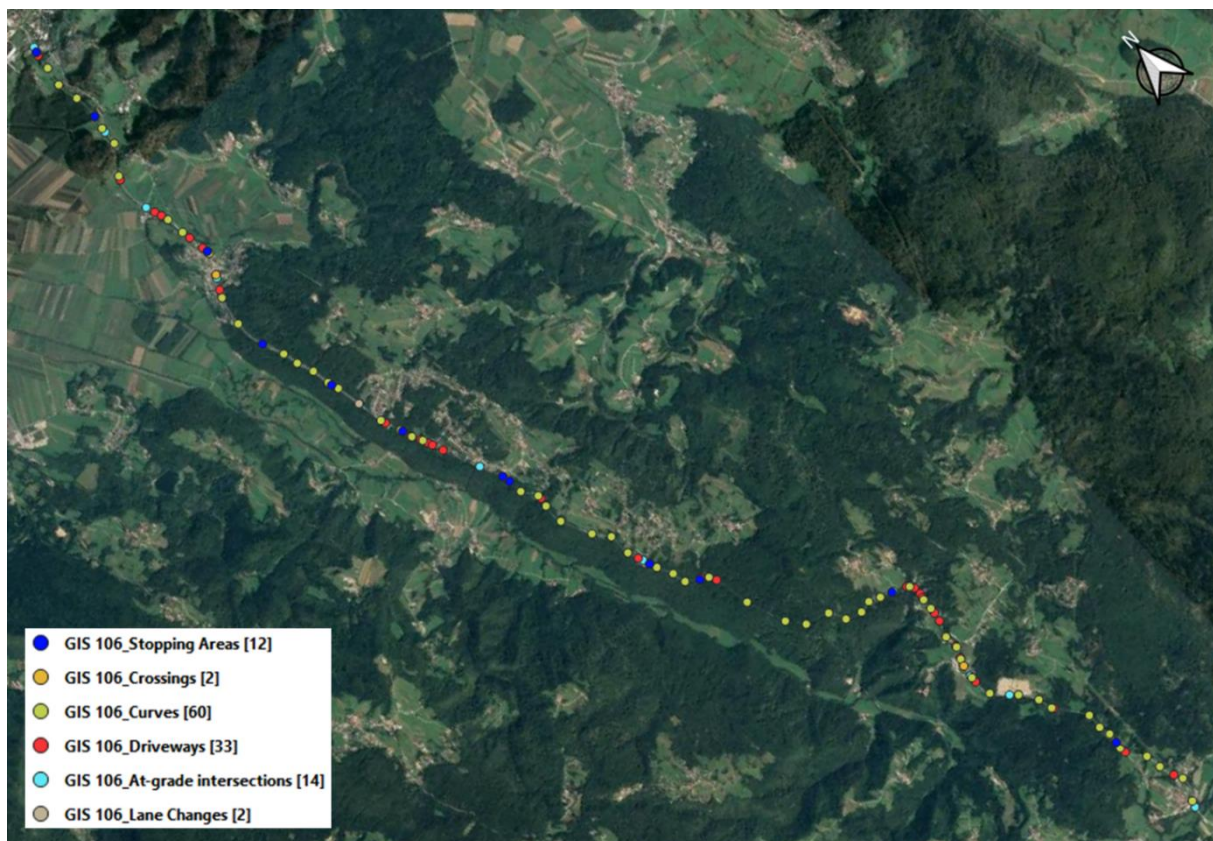 N
GIS 106_Stopping Areas [12]
GIS 106_Crossings [2]
GIS 106_Curves [60]
GIS 106_Driveways [33]
GIS 106_At-grade intersections [14]
GIS 106_Lane Changes [2]